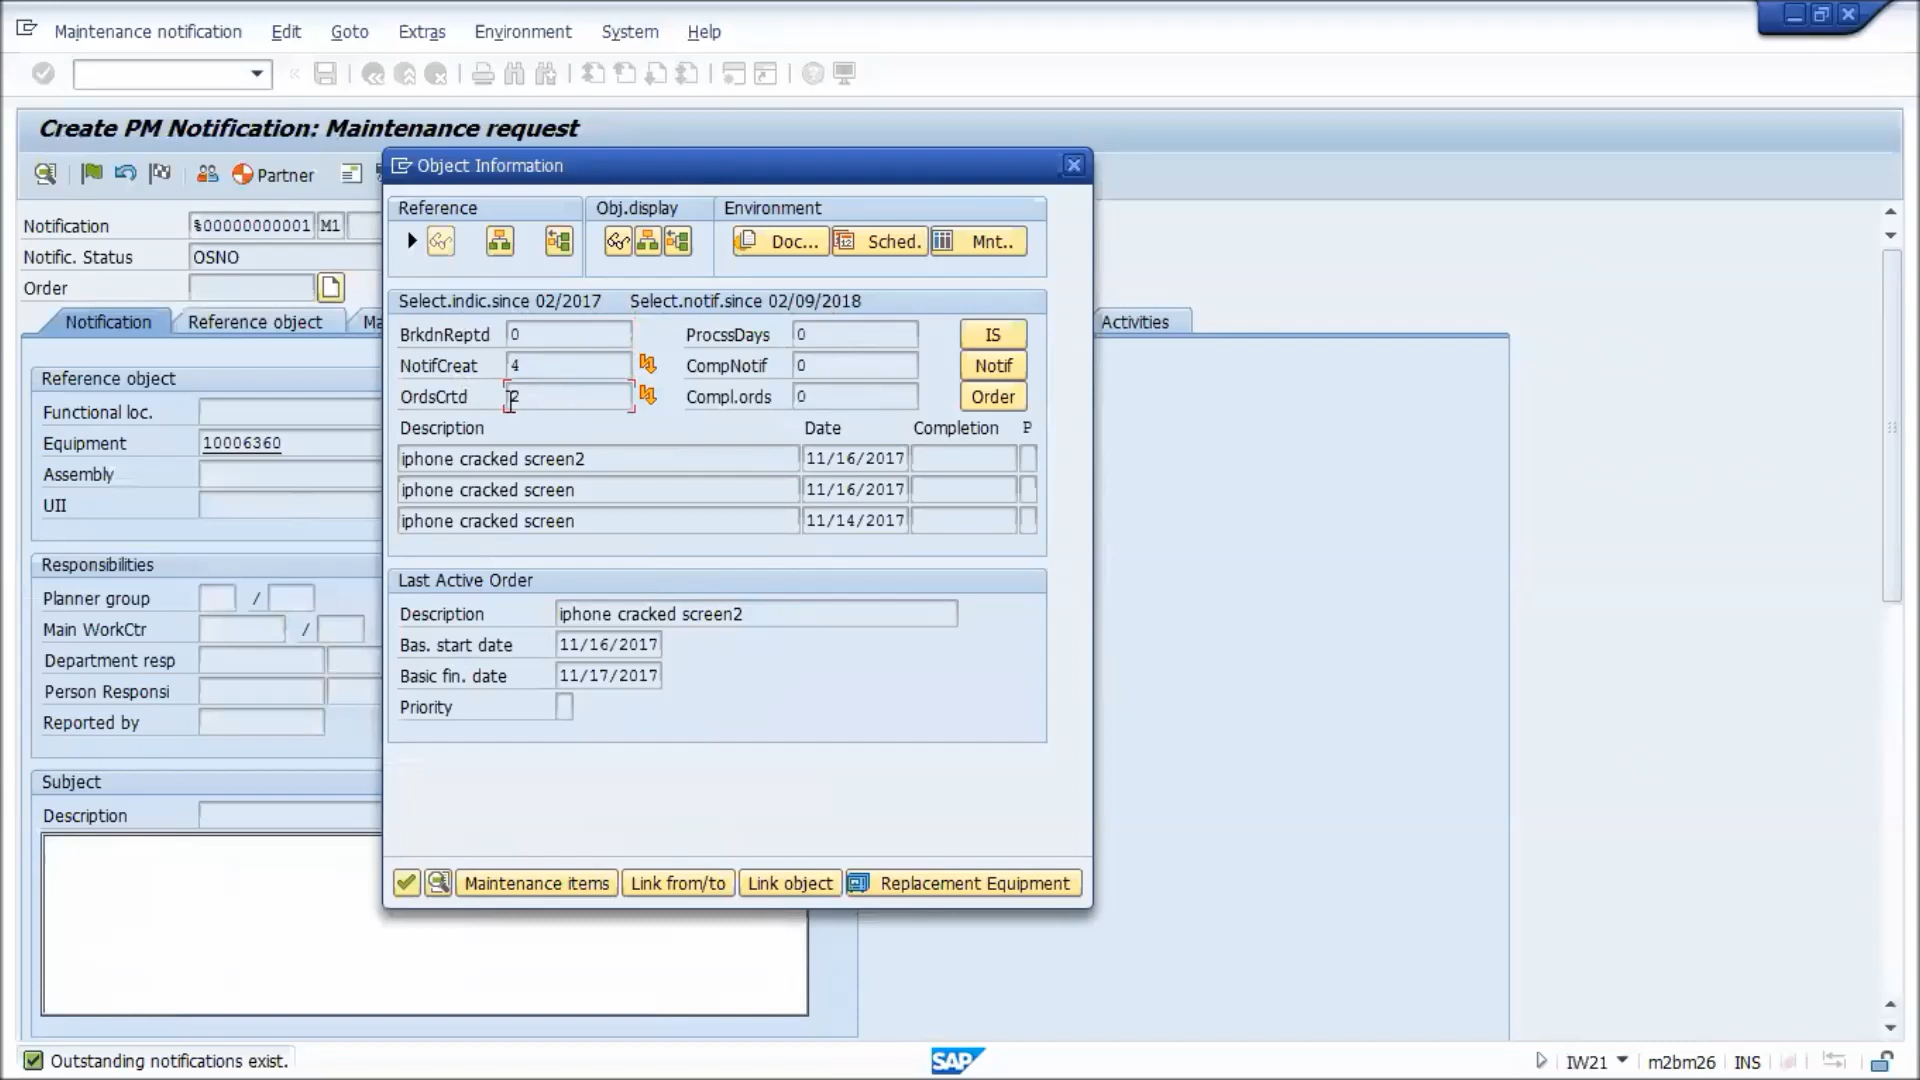 Maintenance notification Edit Goto Extras Environment System Help
Create PM Notification: Maintenance request
Partner
Object Information
Reference Obj.display Environment
Doc... Sched. Mnt..
Notification %00000000001 M1
Notific. Status OSNO
Order
Notification Reference object Ma Activities
Select.indic.since 02/2017 Select.notif.since 02/09/2018
BrkdnReptd 0 ProcssDays 0 IS
NotifCreat 4 CompNotif 0 Notif
OrdsCrtd 2 Compl.ords 0 Order
Description Date Completion P
iphone cracked screen2 11/16/2017
iphone cracked screen 11/16/2017
iphone cracked screen 11/14/2017
Last Active Order
Description iphone cracked screen2
Bas. start date 11/16/2017
Basic fin. date 11/17/2017
Priority
Maintenance items Link from/to Link object Replacement Equipment
Reference object
Functional loc.
Equipment 10006360
Assembly
UII
Responsibilities
Planner group /
Main WorkCtr /
Department resp
Person Responsi
Reported by
Subject
Description
Outstanding notifications exist.
SAP
IW21 m2bm26 INS